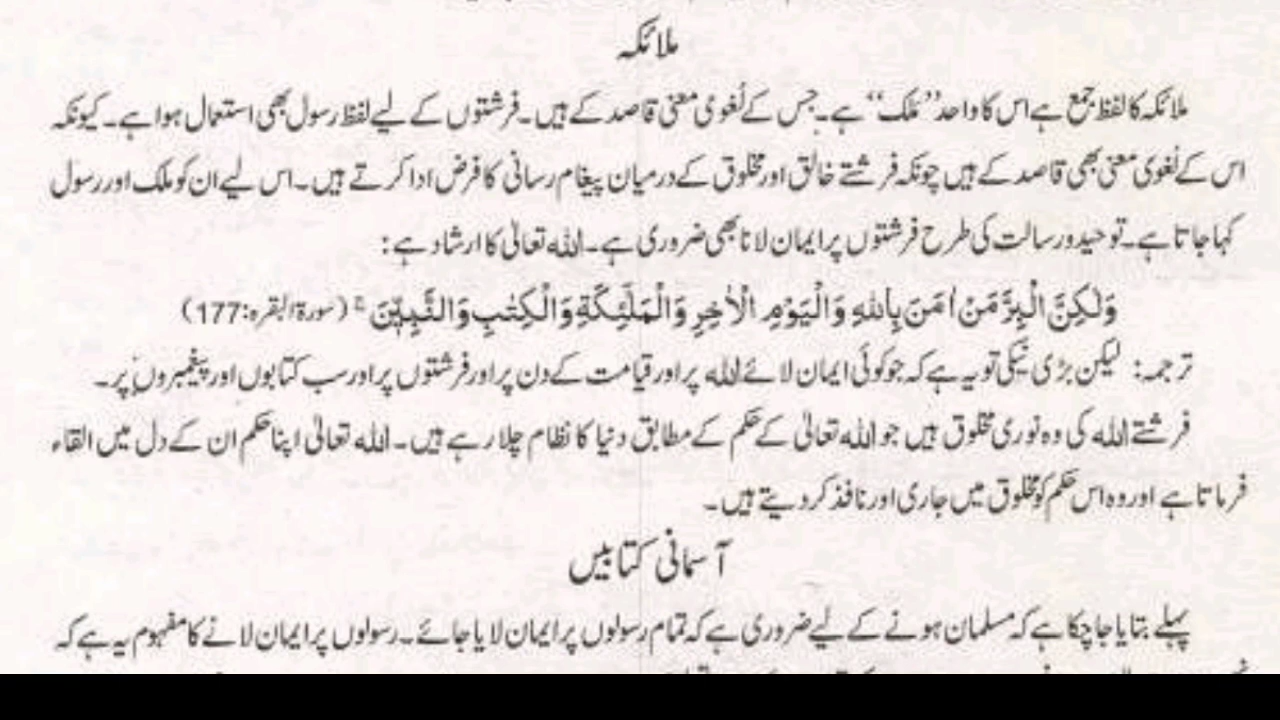 ملائکہ
ملائکہ کا لفظ جمع ہے اس کا واحد ’’مَلَک‘‘ ہے۔ جس کے لُغوی معنی قاصد کے ہیں۔ فرشتوں کے لیے لفظ رسول بھی استعمال ہوا ہے۔ کیونکہ
اس کے لُغوی معنی بھی قاصد کے ہیں چونکہ فرشتے خالق اور مخلوق کے درمیان پیغام رسانی کا فرض ادا کرتے ہیں۔ اس لیے ان کو ملک اور رسول
کہا جاتا ہے۔ توحید و رسالت کی طرح فرشتوں پر ایمان لانا بھی ضروری ہے۔ اللہ تعالیٰ کا ارشاد ہے:
وَلٰکِنَّ الْبِرَّ مَنْ اٰمَنَ بِاللّٰهِ وَالْیَوْمِ الْاٰخِرِ وَالْمَلٰٓئِکَةِ وَالْکِتٰبِ وَالنَّبِیّٖنَ ۚ (سورۃ البقرہ:177)
ترجمہ: لیکن بڑی نیکی تو یہ ہے کہ جو کوئی ایمان لائے اللہ پر اور قیامت کے دن پر اور فرشتوں پر اور سب کتابوں اور پیغمبروں پر۔
فرشتے اللہ کی وہ نوری مخلوق ہیں جو اللہ تعالیٰ کے حکم کے مطابق دنیا کا نظام چلا رہے ہیں۔ اللہ تعالیٰ اپنا حکم ان کے دل میں القاء
فرماتا ہے اور وہ اس حکم کو مخلوق میں جاری اور نافذ کر دیتے ہیں۔
آسمانی کتابیں
پہلے بتایا جا چکا ہے کہ مسلمان ہونے کے لیے ضروری ہے کہ تمام رسولوں پر ایمان لایا جائے۔ رسولوں پر ایمان لانے کا مفہوم یہ ہے کہ